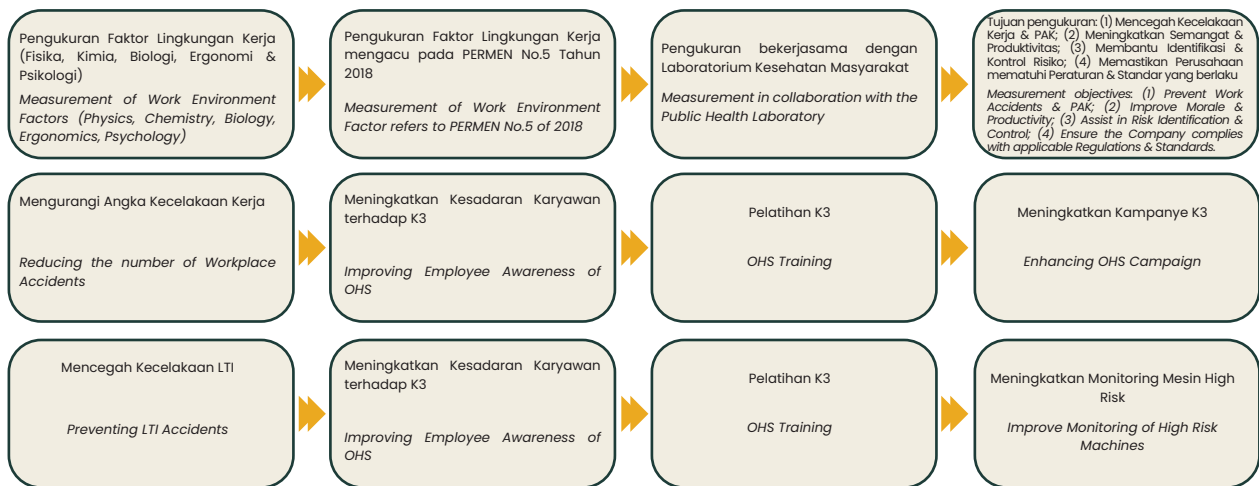 Pengukuran Faktor Lingkungan Kerja
(Fisika, Kimia, Biologi, Ergonomi &
Psikologi)
Measurement of Work Environment
Factors (Physics, Chemistry, Biology,
Ergonomics, Psychology)
Pengukuran Faktor Lingkungan Kerja
mengacu pada PERMEN No.5 Tahun
2018
Measurement of Work Environment
Factor refers to PERMEN No.5 of 2018
Pengukuran bekerjasama dengan
Laboratorium Kesehatan Masyarakat
Measurement in collaboration with the
Public Health Laboratory
Tujuan pengukuran: (1) Mencegah Kecelakaan
Kerja & PAK; (2) Meningkatkan Semangat &
Produktivitas; (3) Membantu Identifikasi &
Kontrol Risiko; (4) Memastikan Perusahaan
mematuhi Peraturan & Standar yang berlaku
Measurement objectives: (1) Prevent Work
Accidents & PAK; (2) Improve Morale &
Productivity; (3) Assist in Risk Identification &
Control; (4) Ensure the Company complies
with applicable Regulations & Standards.
Mengurangi Angka Kecelakaan Kerja
Reducing the number of Workplace
Accidents
Meningkatkan Kesadaran Karyawan
terhadap K3
Improving Employee Awareness of
OHS
Pelatihan K3
OHS Training
Meningkatkan Kampanye K3
Enhancing OHS Campaign
Mencegah Kecelakaan LTI
Preventing LTI Accidents
Meningkatkan Kesadaran Karyawan
terhadap K3
Improving Employee Awareness of
OHS
Pelatihan K3
OHS Training
Meningkatkan Monitoring Mesin High
Risk
Improve Monitoring of High Risk
Machines